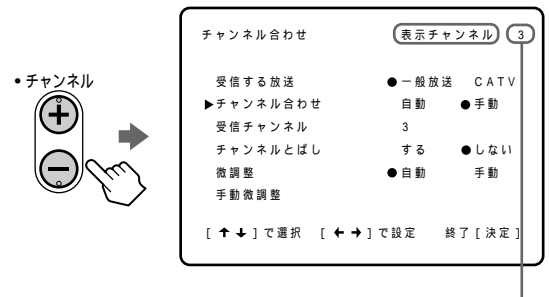 チャンネル合わせ 表示チャンネル 3
• チャンネル
受信する放送 ●一般放送 CATV
▶チャンネル合わせ 自動 ●手動
受信チャンネル 3
チャンネルとばし する ●しない
微調整 ●自動 手動
手動微調整
[ ↑ ↓ ] で選択 [ ← → ] で設定 終了 [ 決定 ]
+
−